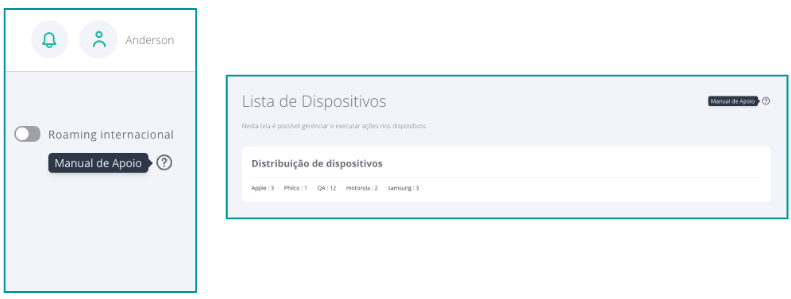 Anderson
Roaming internacional
Manual de Apoio
Lista de Dispositivos
Manual de Apoio
Nesta tela é possível gerenciar e executar ações nos dispositivos.
Distribuição de dispositivos
Apple : 3 Philco : 1 QA : 12 motorola : 2 samsung : 3